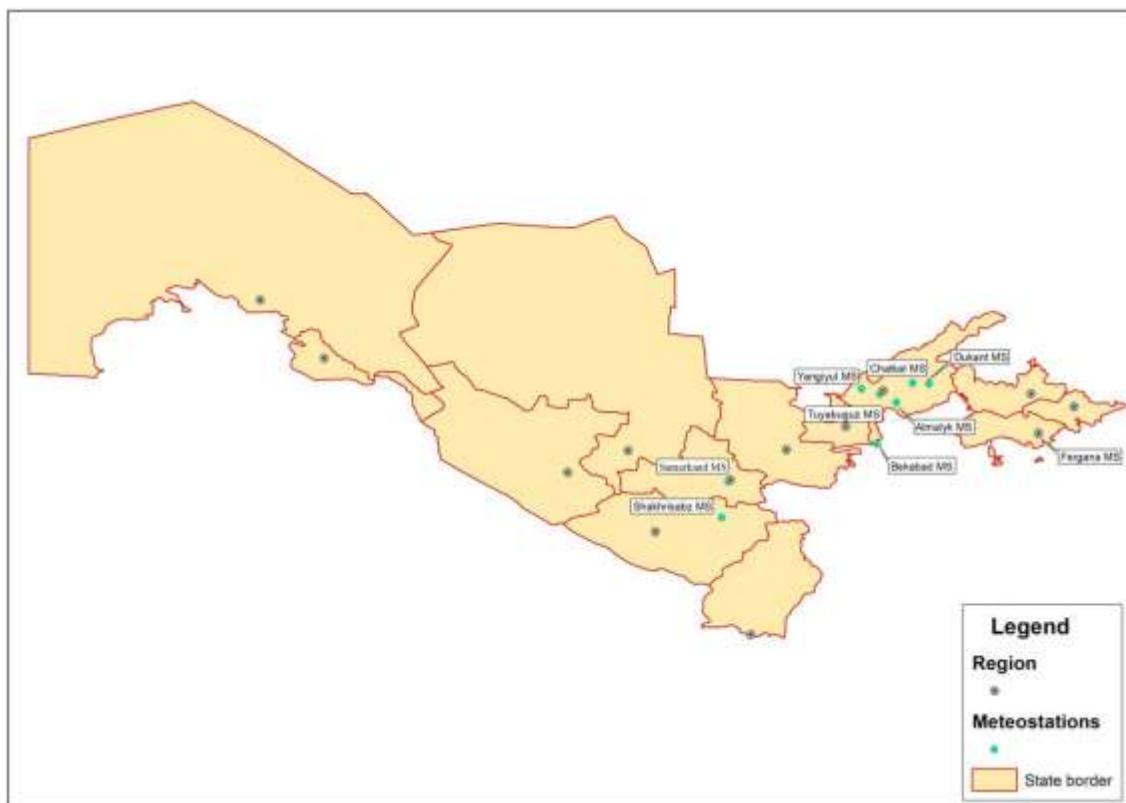 Dukant MS
Chatkal MS
Yangiyul MS
Tuyabuguz MS
Almalyk MS
Fergana MS
Bekabad MS
Samarkand MS
Shakhrisabz MS
Legend
Region
Meteostations
State border